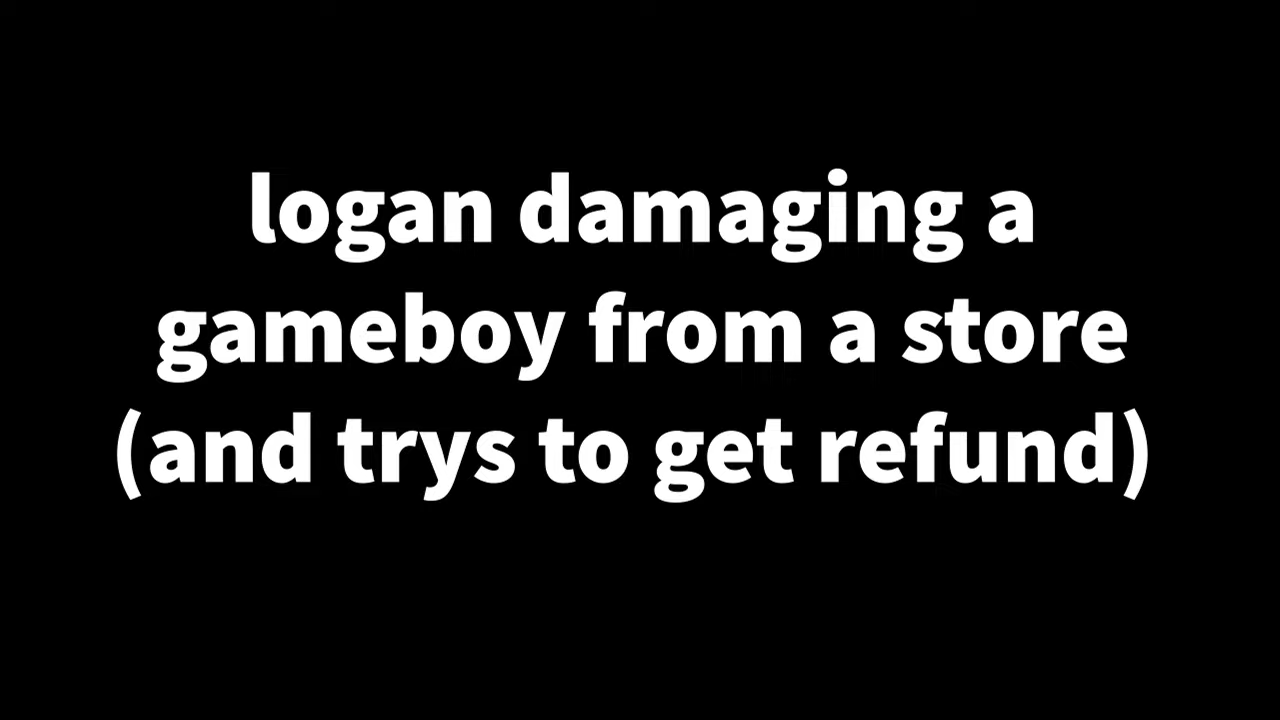 logan damaging a
gameboy from a store
(and trys to get refund)